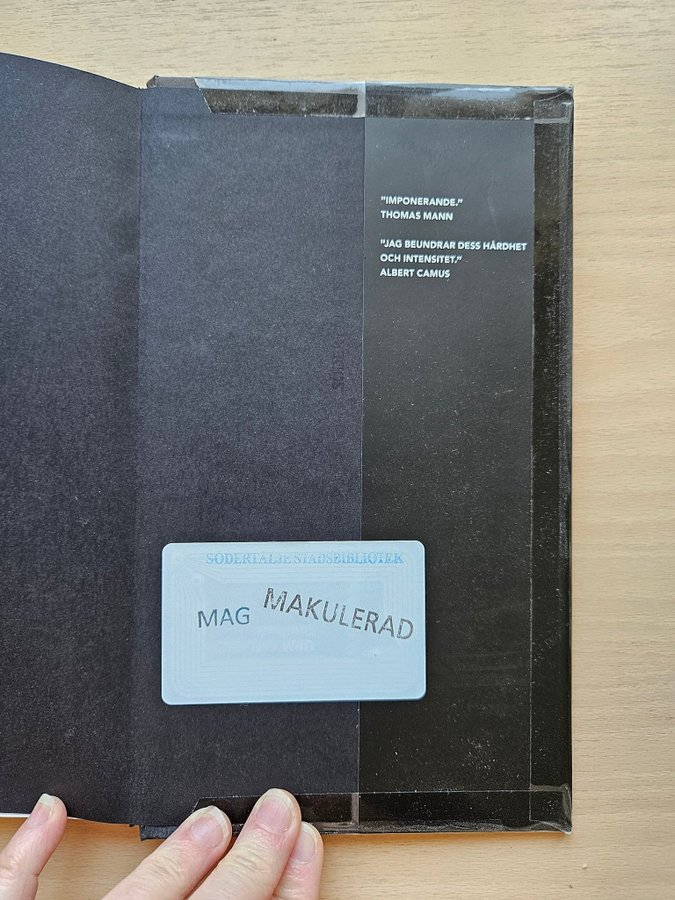 "IMPONERANDE."
THOMAS MANN
"JAG BEUNDRAR DESS HÅRDHET
OCH INTENSITET."
ALBERT CAMUS
SÖDERTÄLJE STADSBIBLIOTEK
MAG
MAKULERAD